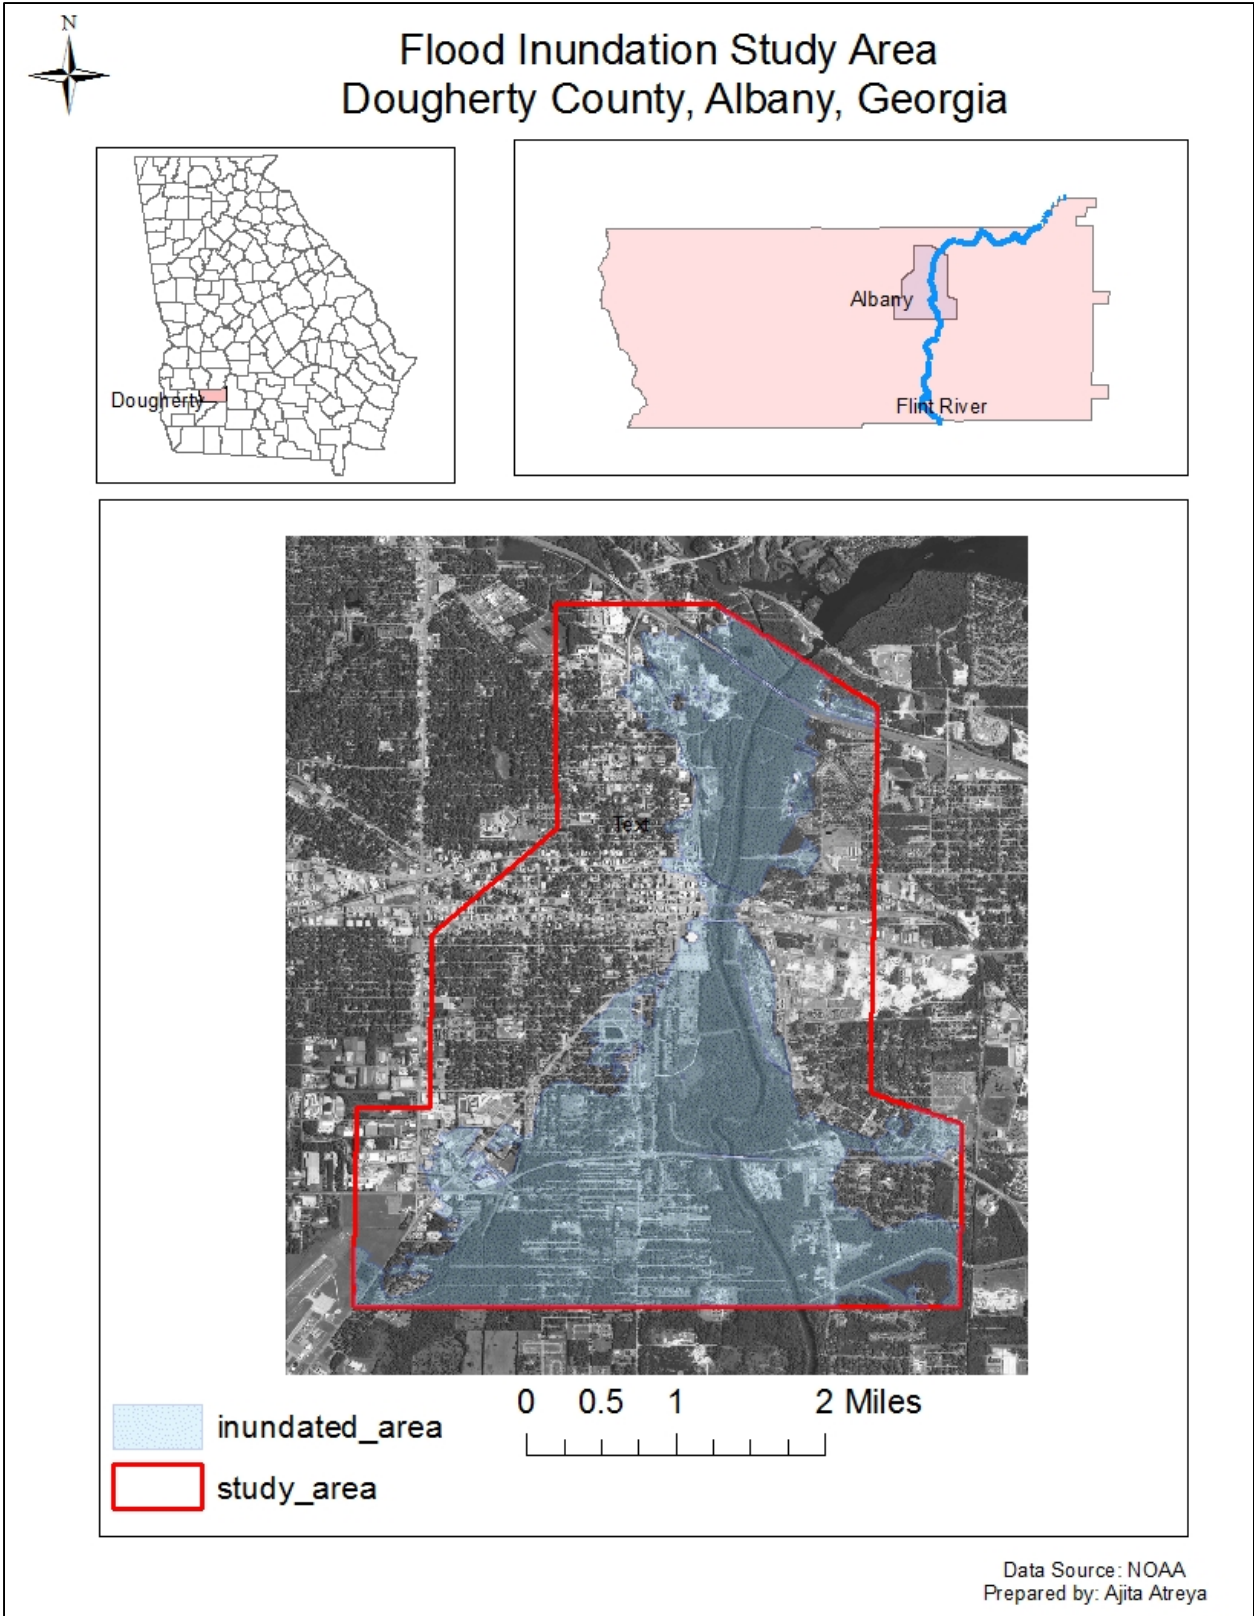 N
Flood Inundation Study Area
Dougherty County, Albany, Georgia
Dougherty
Albany
Flint River
Text
0 0.5 1 2 Miles
inundated_area
study_area
Data Source: NOAA
Prepared by: Ajita Atreya